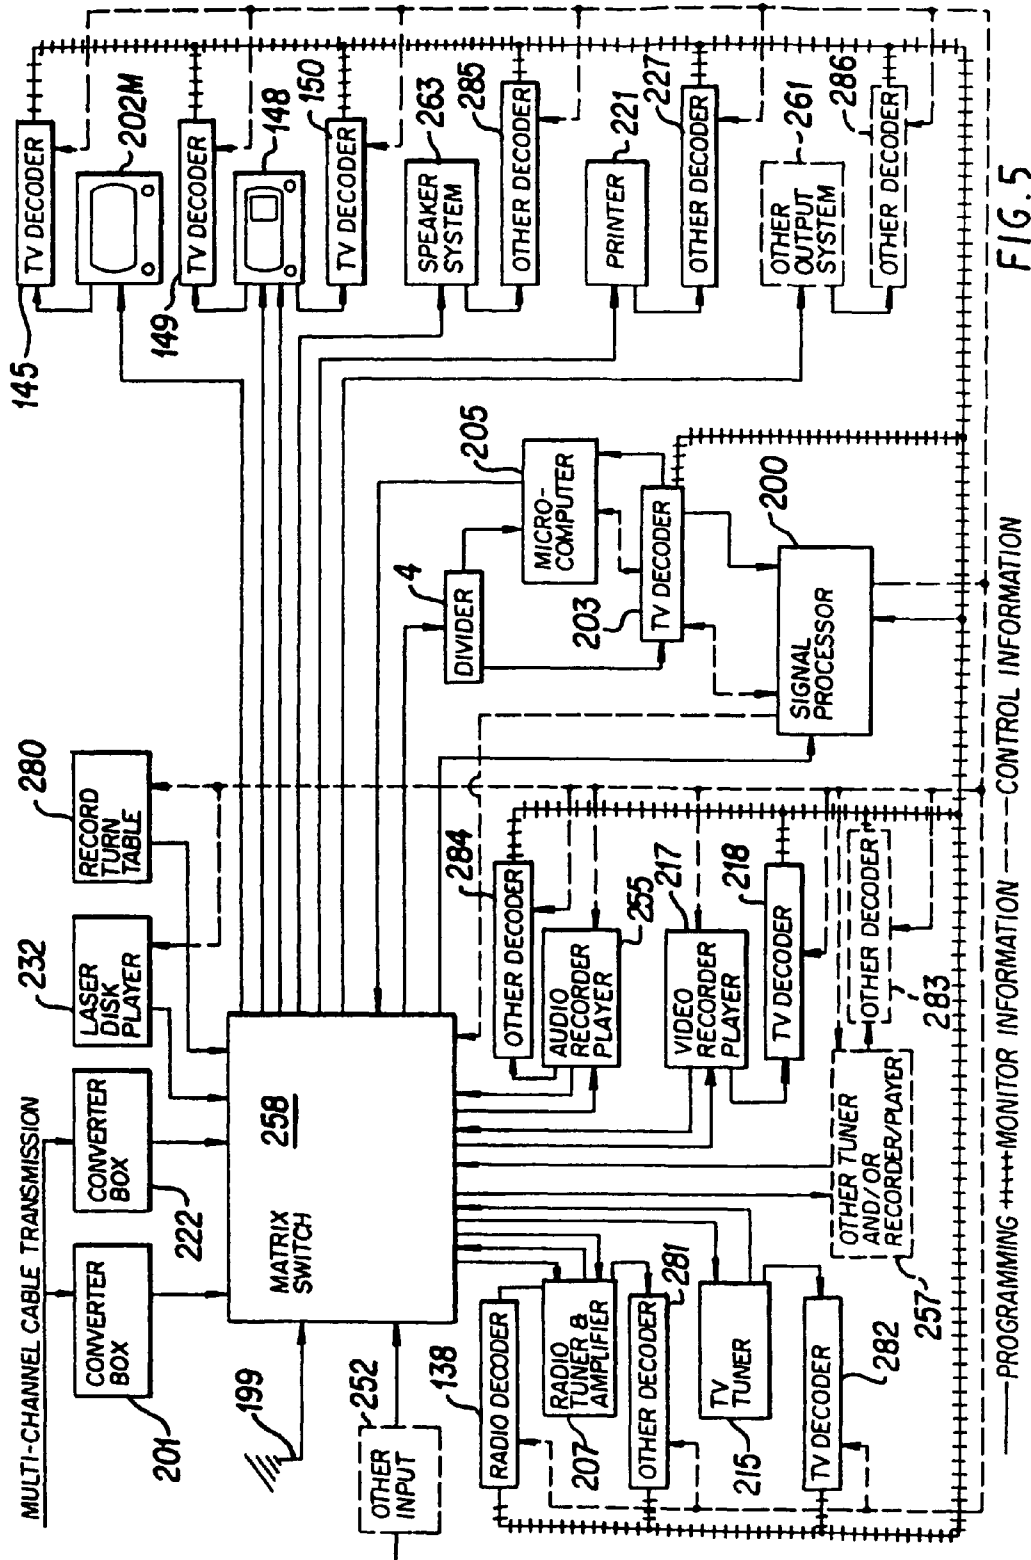 MULTI-CHANNEL CABLE TRANSMISSION
CONVERTER
BOX
201
CONVERTER
BOX
222
LASER
DISK
PLAYER
232
RECORD
TURN
TABLE
280
199
OTHER
INPUT
252
MATRIX
SWITCH
258
RADIO DECODER
138
RADIO
TUNER &
AMPLIFIER
207
OTHER DECODER
281
TV
TUNER
215
TV DECODER
282
OTHER TUNER
AND/OR
RECORDER/PLAYER
257
OTHER DECODER
283
OTHER DECODER
284
AUDIO
RECORDER
PLAYER
255
VIDEO
RECORDER
PLAYER
217
TV DECODER
218
DIVIDER
4
MICRO-
COMPUTER
205
TV DECODER
203
SIGNAL
PROCESSOR
200
TV DECODER
145
202M
TV DECODER
149
148
TV DECODER
150
SPEAKER
SYSTEM
263
OTHER DECODER
285
PRINTER
221
OTHER DECODER
227
OTHER
OUTPUT
SYSTEM
261
OTHER DECODER
286
PROGRAMMING MONITOR INFORMATION CONTROL INFORMATION
FIG. 5